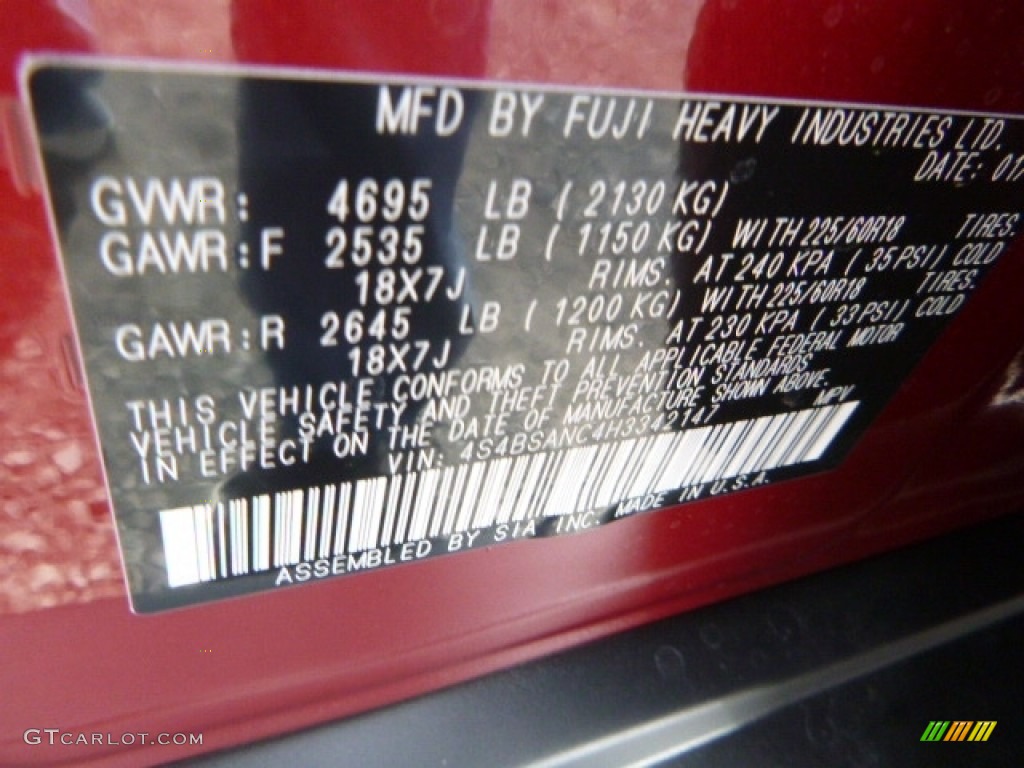 MFD BY FUJI HEAVY INDUSTRIES LTD.
DATE: 01
GVWR: 4695 LB ( 2130 KG)
GAWR:F 2535 LB ( 1150 KG) WITH 225/60R18 TIRES.
18X7J RIMS. AT 240 KPA ( 35 PSI) COLD
GAWR:R 2645 LB ( 1200 KG) WITH 225/60R18 TIRES.
18X7J RIMS. AT 230 KPA ( 33 PSI) COLD
THIS VEHICLE CONFORMS TO ALL APPLICABLE FEDERAL MOTOR
VEHICLE SAFETY AND THEFT PREVENTION STANDARDS
IN EFFECT ON THE DATE OF MANUFACTURE SHOWN ABOVE.
VIN: 4S4BSANC4H3342147 MPV
ASSEMBLED BY SIA INC. MADE IN U.S.A.
GTCARLOT.COM